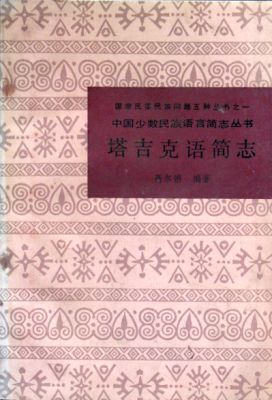 国家民委民族问题五种丛书之一
中国少数民族语言简志丛书
塔吉克语简志
高尔锵 编著